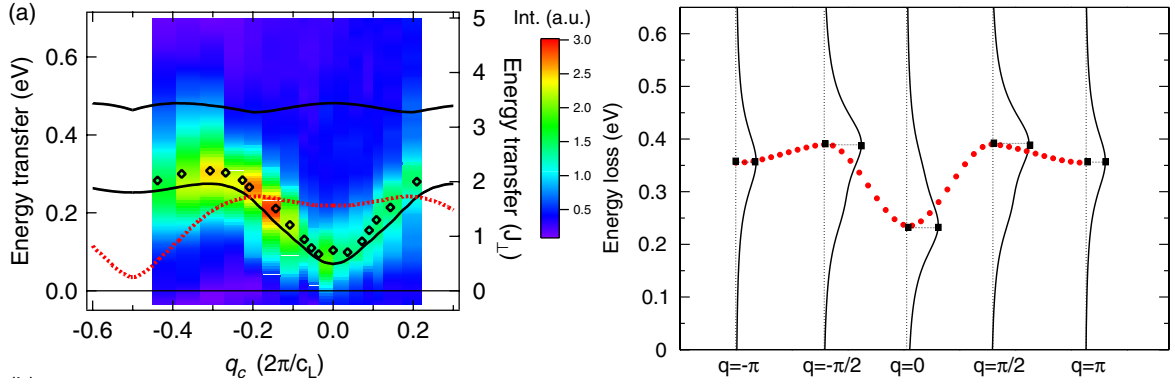 (a)
Energy transfer (eV)
0.6
0.4
0.2
0.0
-0.6
-0.4
-0.2
0.0
0.2
q_c (2π/c_L)
5
4
3
2
1
0
Energy transfer (J_⊥)
Int. (a.u.)
3.0
2.5
2.0
1.5
1.0
0.5
Energy loss (eV)
0.6
0.5
0.4
0.3
0.2
0.1
0
q=-π
q=-π/2
q=0
q=π/2
q=π